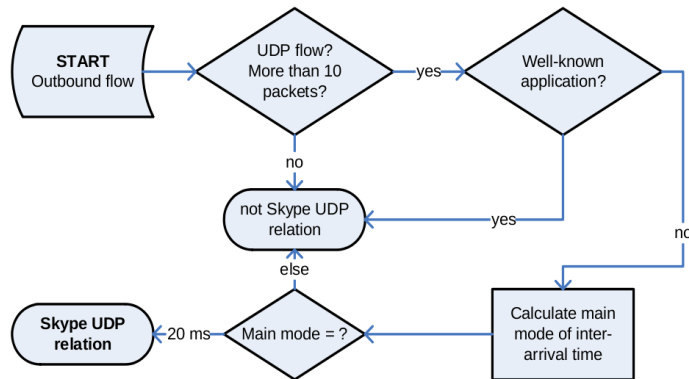 START
Outbound flow
UDP flow?
More than 10
packets?
yes
Well-known
application?
no
not Skype UDP
relation
yes
no
else
Skype UDP
relation
20 ms
Main mode = ?
Calculate main
mode of inter-
arrival time